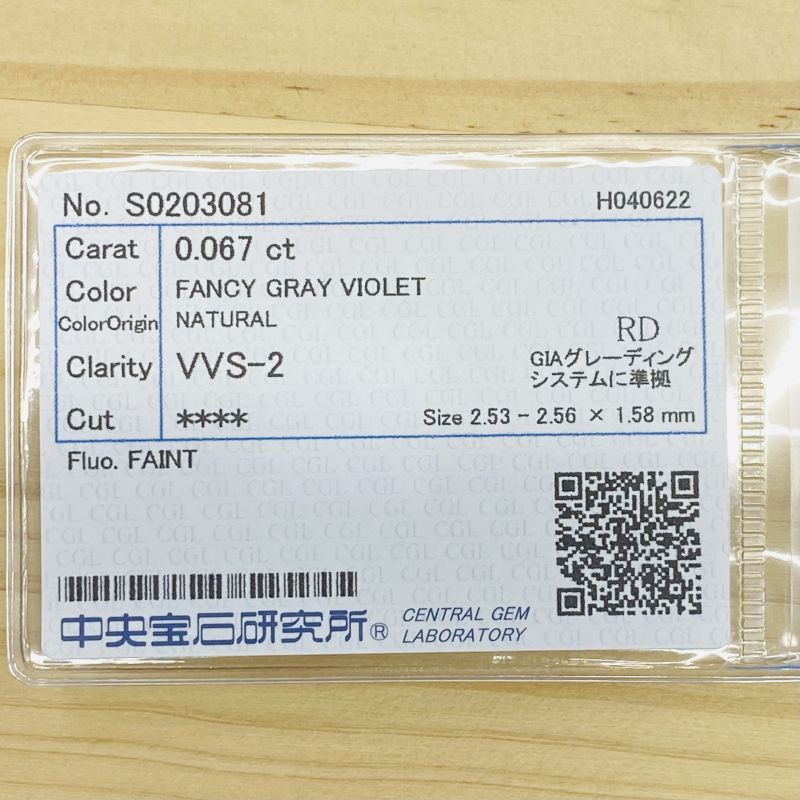 No. S0203081 H040622
Carat 0.067 ct
Color FANCY GRAY VIOLET
ColorOrigin NATURAL
RD
Clarity VVS-2
GIAグレーディング
システムに準拠
Cut **** Size 2.53 - 2.56 × 1.58 mm
Fluo. FAINT
中央宝石研究所® CENTRAL GEM
LABORATORY